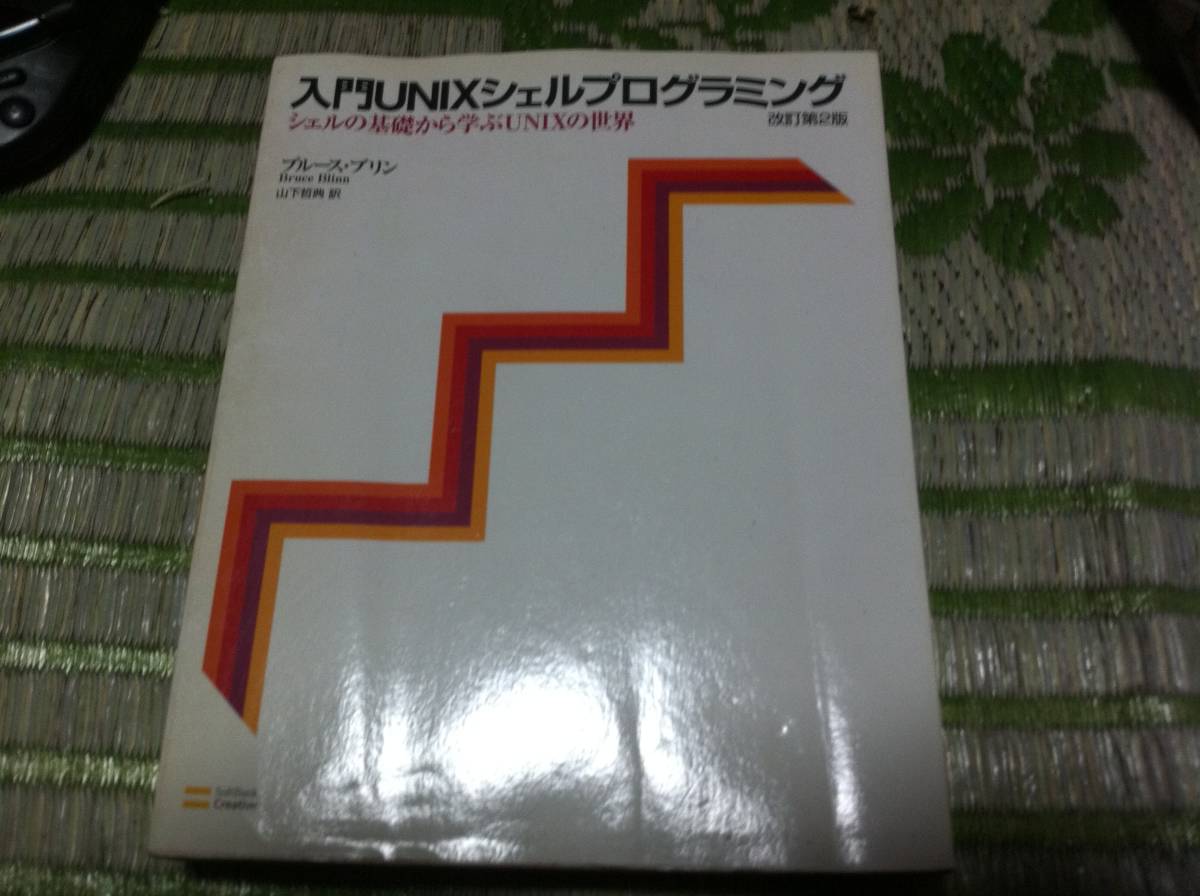 入門UNIXシェルプログラミング
シェルの基礎から学ぶUNIXの世界
改訂第2版
ブルース・ブリン
Bruce Blinn
山下哲典 訳
SoftBank
Creative